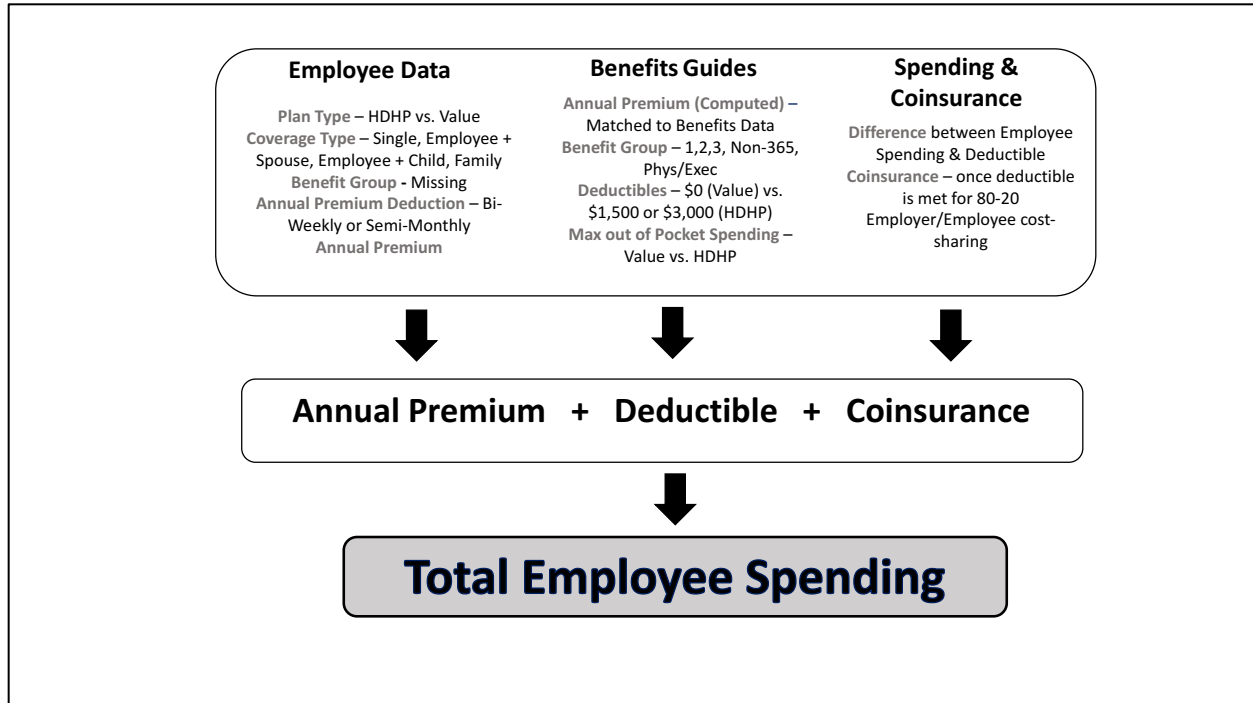 Employee Data
Plan Type – HDHP vs. Value
Coverage Type – Single, Employee +
Spouse, Employee + Child, Family
Benefit Group - Missing
Annual Premium Deduction – Bi-
Weekly or Semi-Monthly
Annual Premium
Benefits Guides
Annual Premium (Computed) –
Matched to Benefits Data
Benefit Group – 1,2,3, Non-365,
Phys/Exec
Deductibles – $0 (Value) vs.
$1,500 or $3,000 (HDHP)
Max out of Pocket Spending –
Value vs. HDHP
Spending &
Coinsurance
Difference between Employee
Spending & Deductible
Coinsurance – once deductible
is met for 80-20
Employer/Employee cost-
sharing
Annual Premium + Deductible + Coinsurance
Total Employee Spending